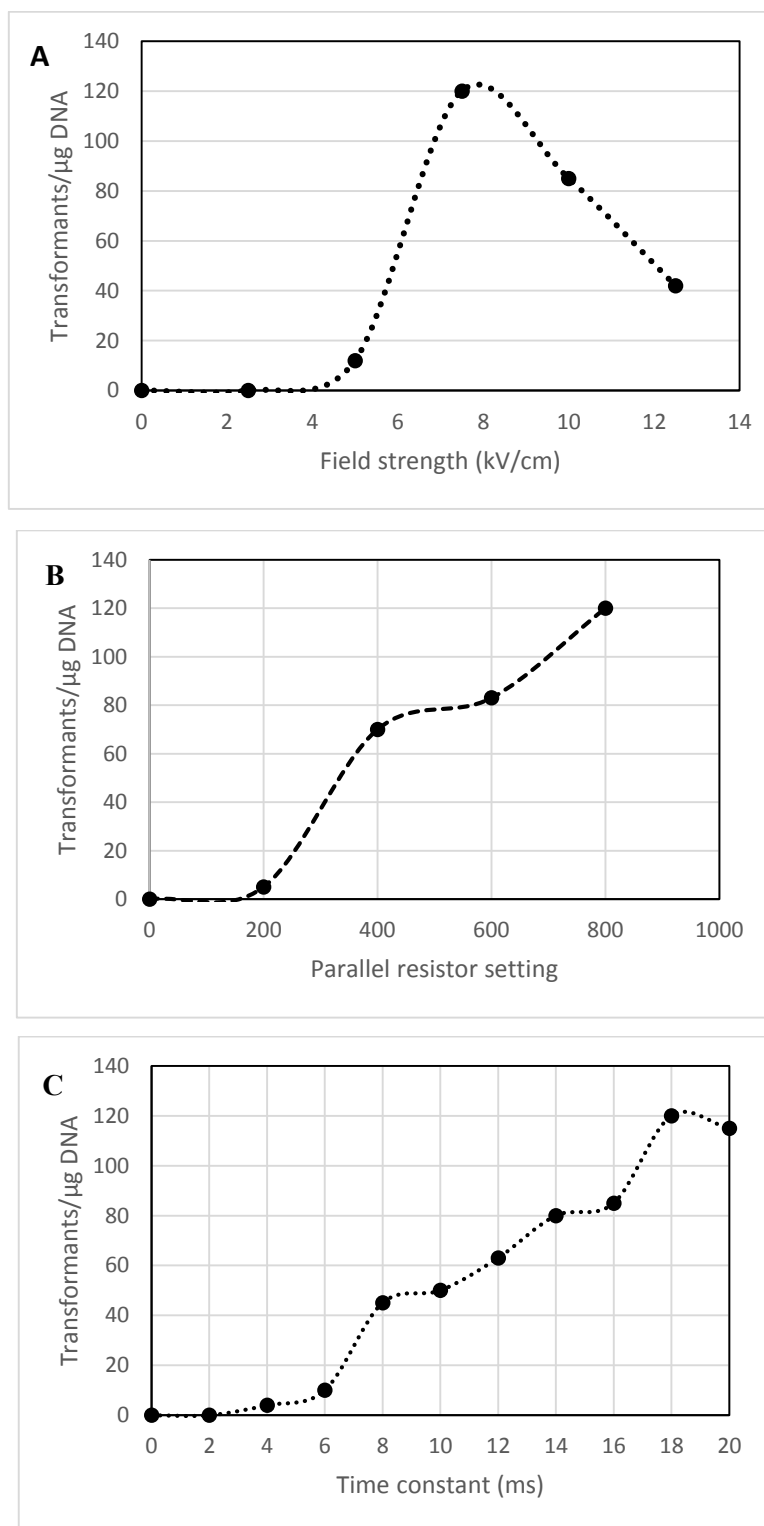 A
140
120
100
80
60
40
20
0
Transformants/µg DNA
0 2 4 6 8 10 12 14
Field strength (kV/cm)
B
140
120
100
80
60
40
20
0
Transformants/µg DNA
0 200 400 600 800 1000
Parallel resistor setting
C
140
120
100
80
60
40
20
0
Transformants/µg DNA
0 2 4 6 8 10 12 14 16 18 20
Time constant (ms)